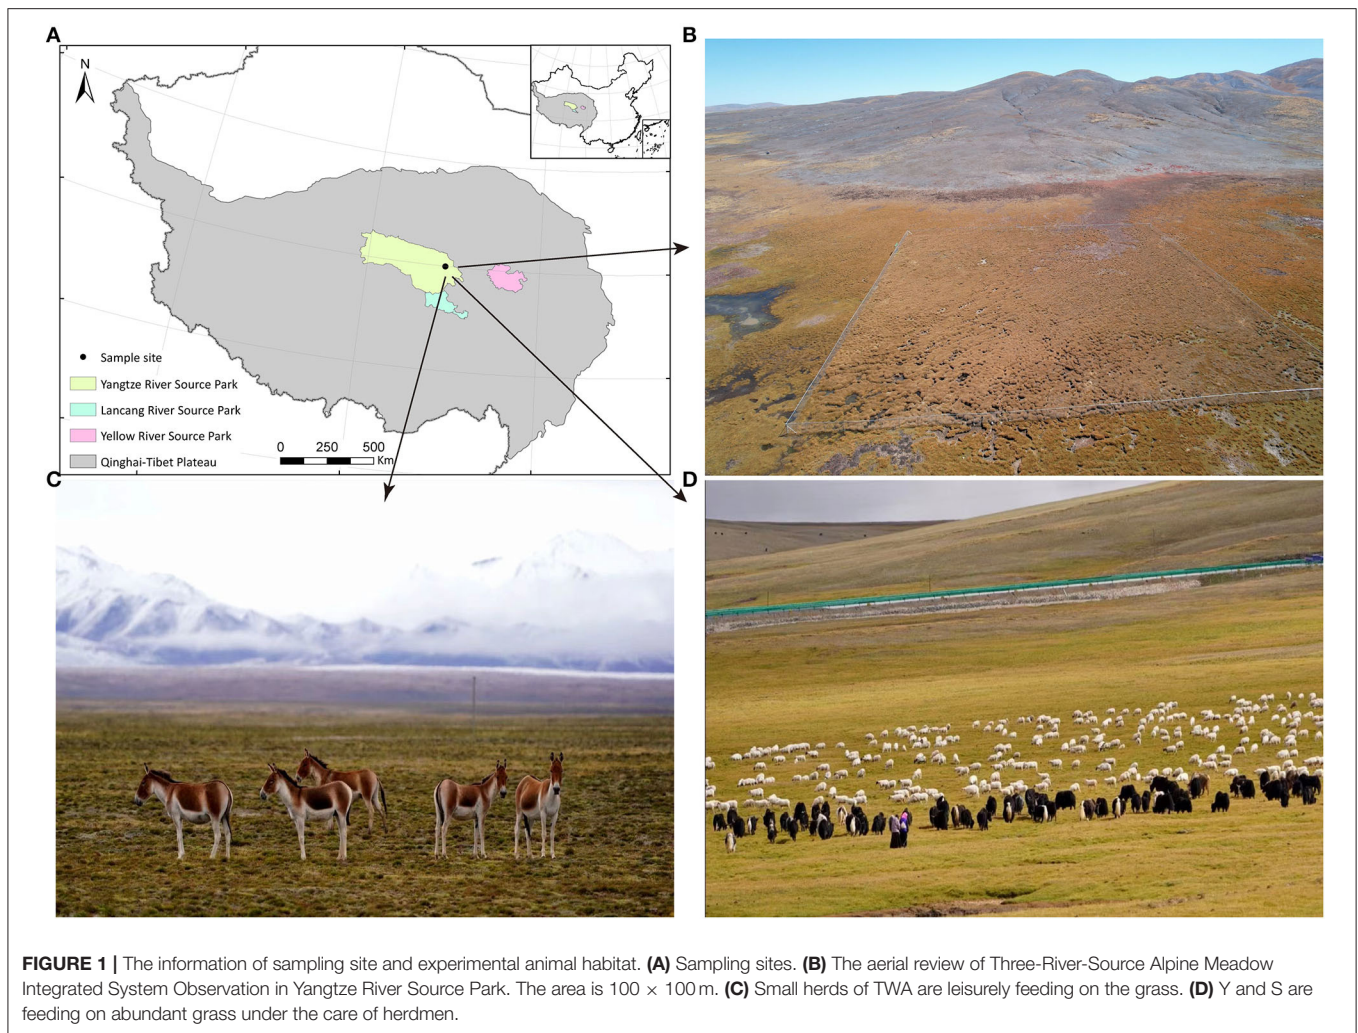 A
N
Sample site
Yangtze River Source Park
Lancang River Source Park
Yellow River Source Park
Qinghai-Tibet Plateau
0 250 500
Km
B
C
D
FIGURE 1 | The information of sampling site and experimental animal habitat. (A) Sampling sites. (B) The aerial review of Three-River-Source Alpine Meadow
Integrated System Observation in Yangtze River Source Park. The area is 100 × 100 m. (C) Small herds of TWA are leisurely feeding on the grass. (D) Y and S are
feeding on abundant grass under the care of herdmen.